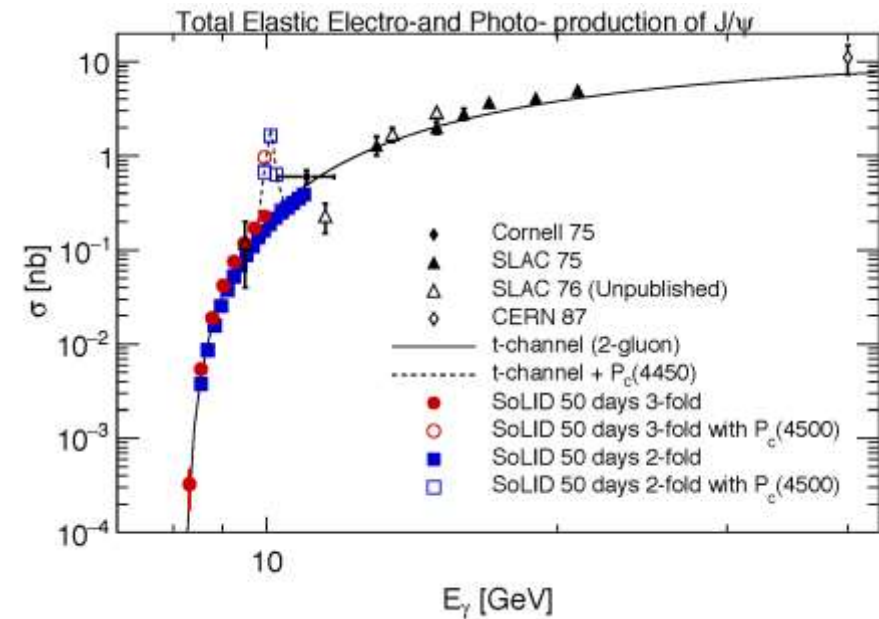 Total Elastic Electro-and Photo- production of J/ψ
10
1
10⁻¹
10⁻²
10⁻³
10⁻⁴
σ [nb]
Cornell 75
SLAC 75
SLAC 76 (Unpublished)
CERN 87
t-channel (2-gluon)
t-channel + P_c(4450)
SoLID 50 days 3-fold
SoLID 50 days 3-fold with P_c(4500)
SoLID 50 days 2-fold
SoLID 50 days 2-fold with P_c(4500)
10
E_γ [GeV]